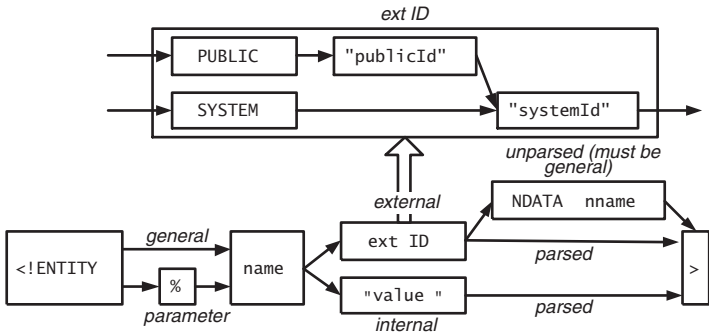 ext ID
PUBLIC "publicId"
SYSTEM "systemId"
unparsed (must be
general)
external
NDATA nname
general
<!ENTITY name ext ID >
parsed
% "value "
parameter internal parsed